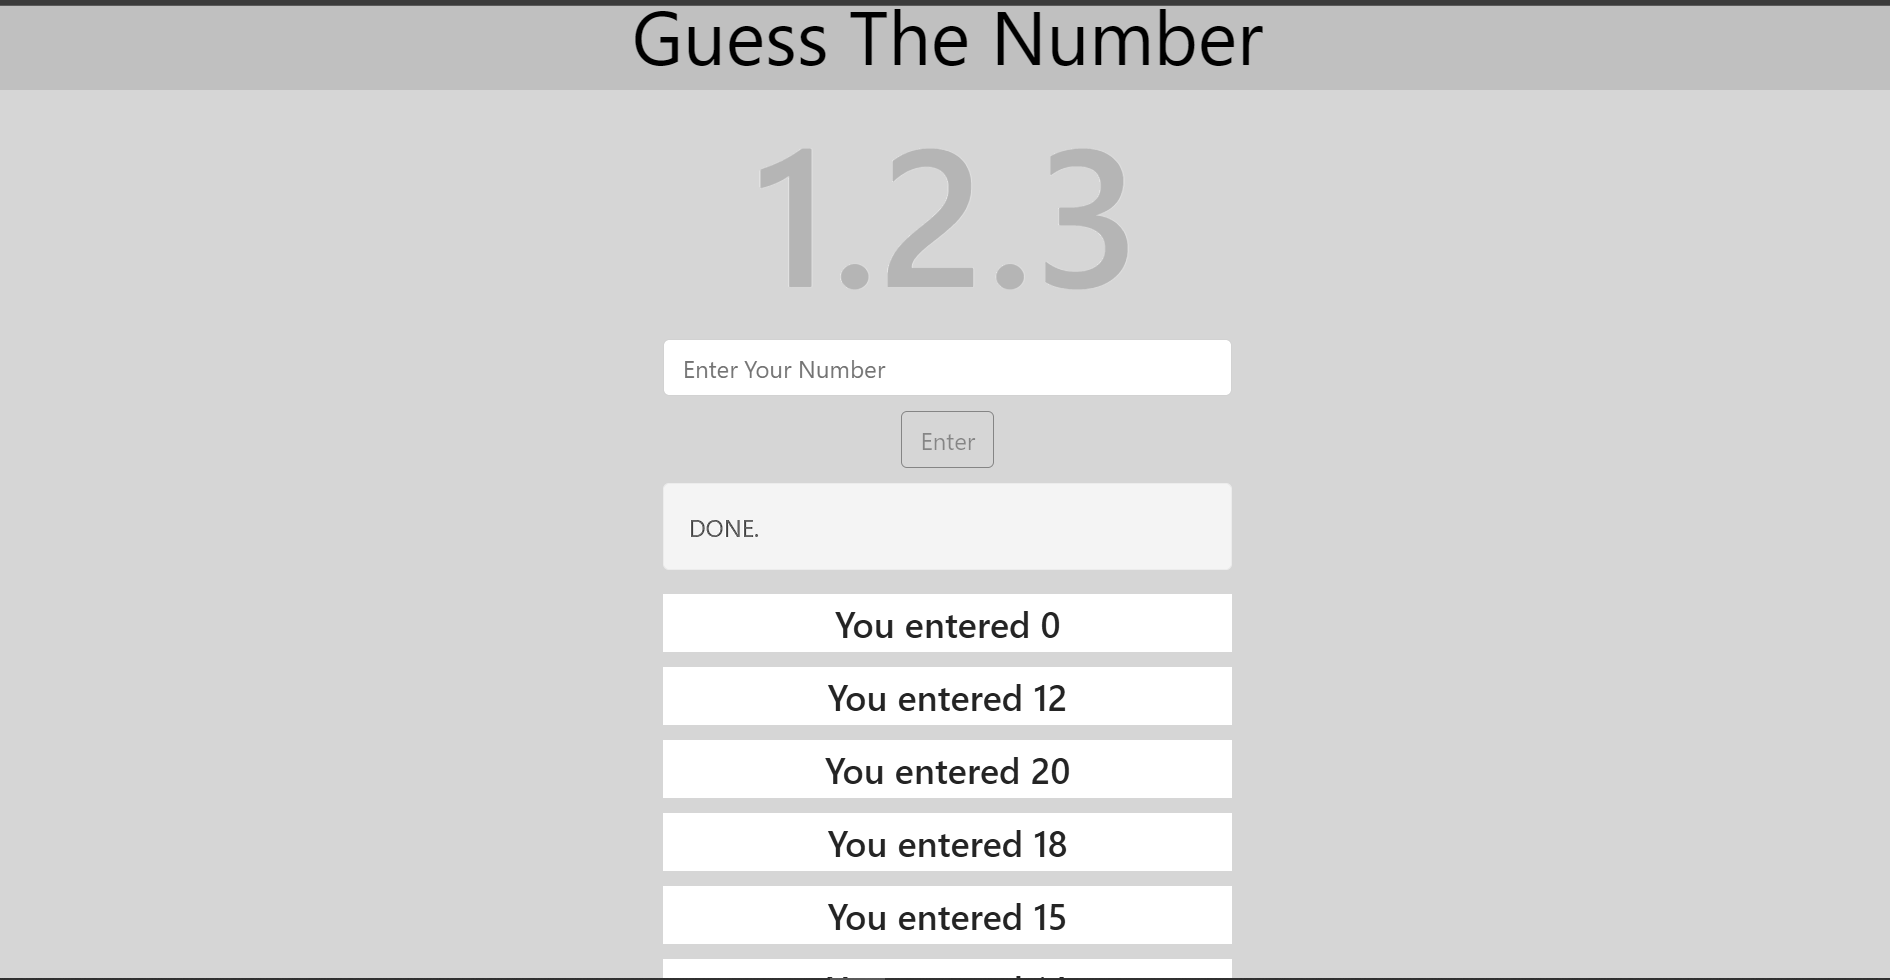 Guess The Number
1.2.3
Enter Your Number
Enter
DONE.
You entered 0
You entered 12
You entered 20
You entered 18
You entered 15